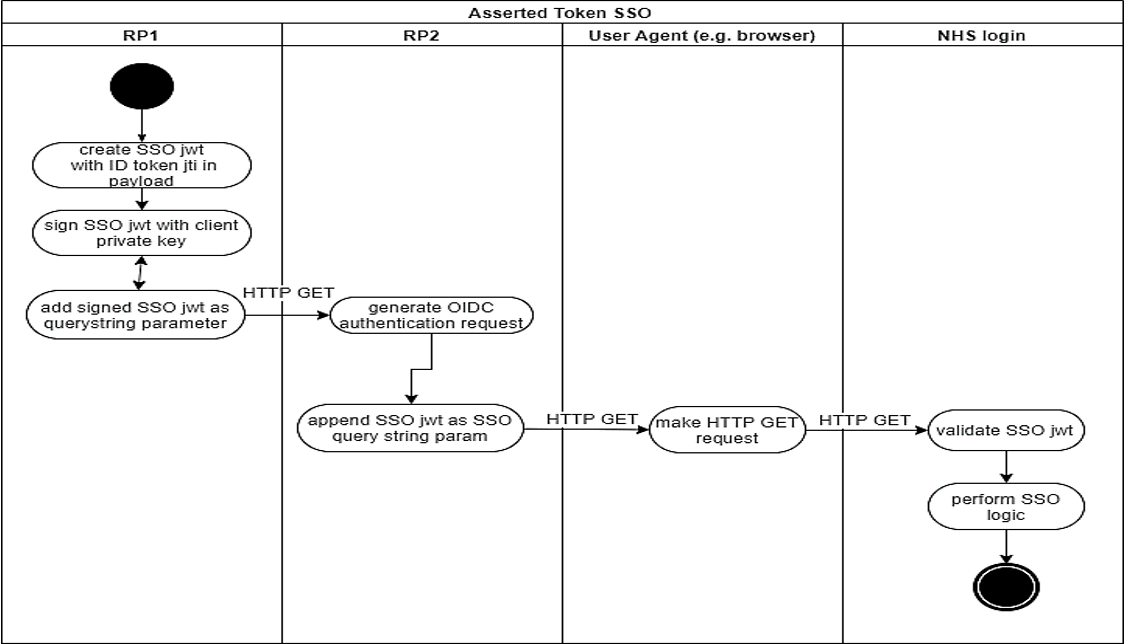 Asserted Token SSO
RP1
RP2
User Agent (e.g. browser)
NHS login
create SSO jwt
with ID token jti in
payload
sign SSO jwt with client
private key
add signed SSO jwt as
querystring parameter
HTTP GET
generate OIDC
authentication request
append SSO jwt as SSO
query string param
HTTP GET
make HTTP GET
request
HTTP GET
validate SSO jwt
perform SSO
logic